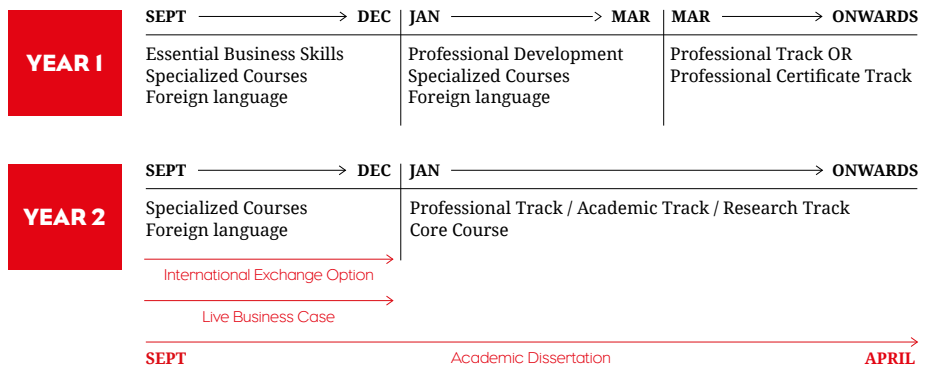 YEAR 1
SEPT DEC JAN MAR MAR ONWARDS
Essential Business Skills
Specialized Courses
Foreign language
Professional Development
Specialized Courses
Foreign language
Professional Track OR
Professional Certificate Track
YEAR 2
SEPT DEC JAN ONWARDS
Specialized Courses
Foreign language
Professional Track / Academic Track / Research Track
Core Course
International Exchange Option
Live Business Case
SEPT Academic Dissertation APRIL